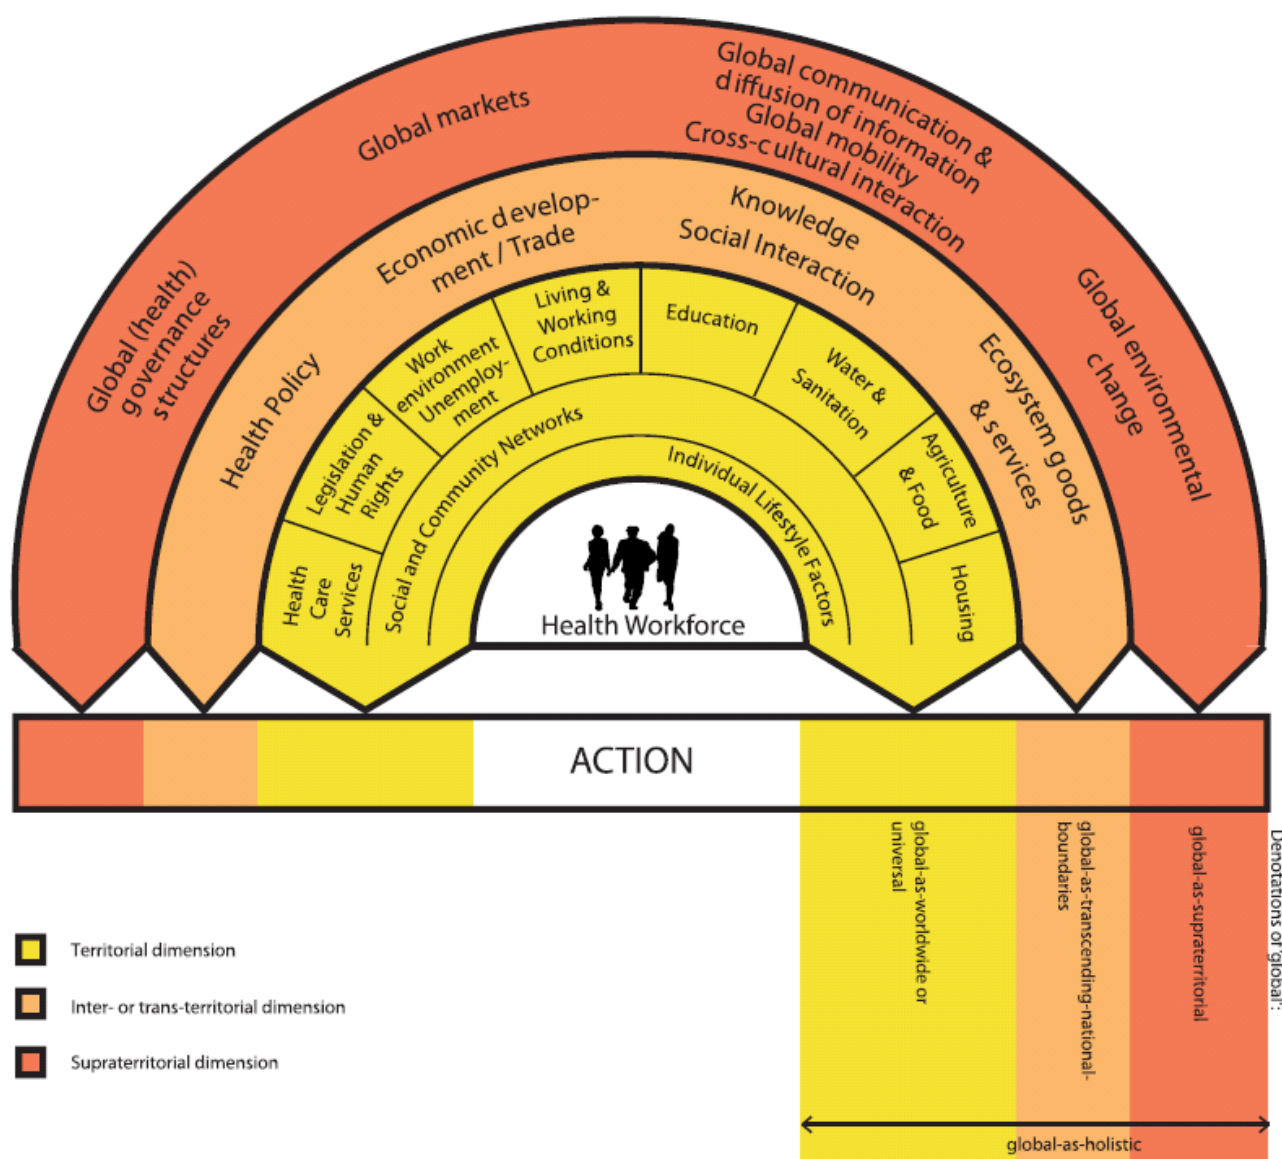 Global (health)
governance
structures
Global markets
Global communication &
diffusion of information
Global mobility
Cross-cultural interaction
Global environmental
change
Health Policy
Economic develop-
ment / Trade
Knowledge
Social Interaction
Ecosystem goods
& services
Health
Care
Services
Legislation &
Human
Rights
Work
environment
Unemploy-
ment
Living &
Working
Conditions
Education
Water &
Sanitation
Agriculture
& Food
Housing
Social and Community Networks
Individual Lifestyle Factors
Health Workforce
ACTION
global-as-worldwide or
universal
global-as-transcending-national-
boundaries
global-as-supraterritorial
Denotations of 'global':
global-as-holistic
Territorial dimension
Inter- or trans-territorial dimension
Supraterritorial dimension